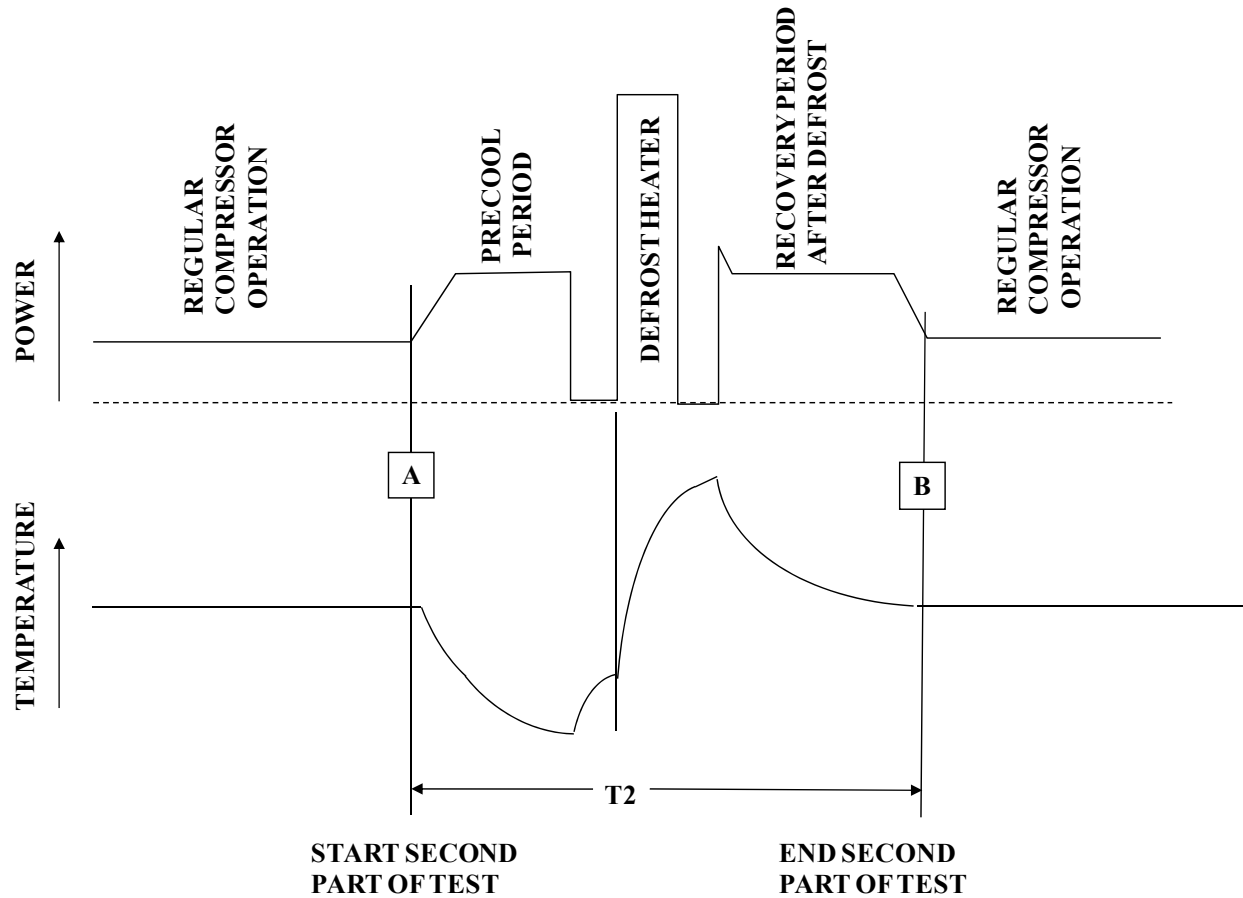 REGULAR
COMPRESSOR
OPERATION
PRECOOL
PERIOD
DEFROST HEATER
RECOVERY PERIOD
AFTER DEFROST
REGULAR
COMPRESSOR
OPERATION
POWER
A
B
TEMPERATURE
T2
START SECOND
PART OF TEST
END SECOND
PART OF TEST